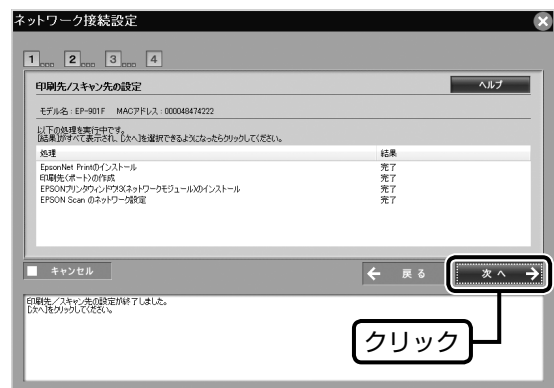 ネットワーク接続設定
1 2 3 4
印刷先/スキャン先の設定
ヘルプ
モデル名:EP-901F MACアドレス:000048474222
以下の処理を実行中です。
[結果]がすべて表示され、[次へ]を選択できるようになったらクリックしてください。
処理 結果
EpsonNet Printのインストール 完了
印刷先(ポート)の作成 完了
EPSONプリンタウィンドウ!3(ネットワークモジュール)のインストール 完了
EPSON Scan のネットワーク設定 完了
キャンセル
戻る
次へ
印刷先/スキャン先の設定が終了しました。
[次へ]をクリックしてください。
クリック